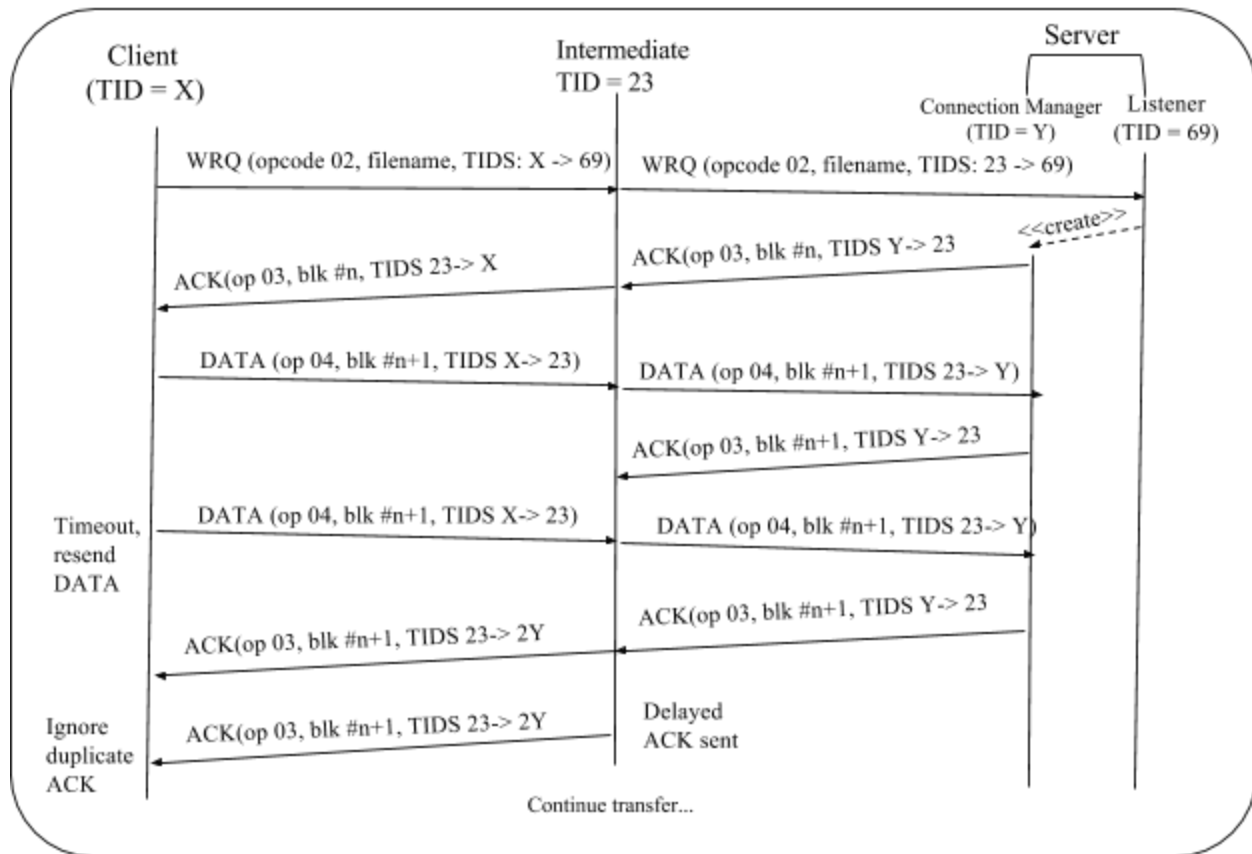 Server
Client
(TID = X)
Intermediate
TID = 23
Connection Manager
(TID = Y)
Listener
(TID = 69)
WRQ (opcode 02, filename, TIDS: X -> 69)
WRQ (opcode 02, filename, TIDS: 23 -> 69)
<<create>>
ACK(op 03, blk #n, TIDS Y-> 23
ACK(op 03, blk #n, TIDS 23-> X
DATA (op 04, blk #n+1, TIDS X-> 23)
DATA (op 04, blk #n+1, TIDS 23-> Y)
ACK(op 03, blk #n+1, TIDS Y-> 23
Timeout,
resend
DATA
DATA (op 04, blk #n+1, TIDS X-> 23)
DATA (op 04, blk #n+1, TIDS 23-> Y)
ACK(op 03, blk #n+1, TIDS Y-> 23
ACK(op 03, blk #n+1, TIDS 23-> 2Y
Ignore
duplicate
ACK
ACK(op 03, blk #n+1, TIDS 23-> 2Y
Delayed
ACK sent
Continue transfer...